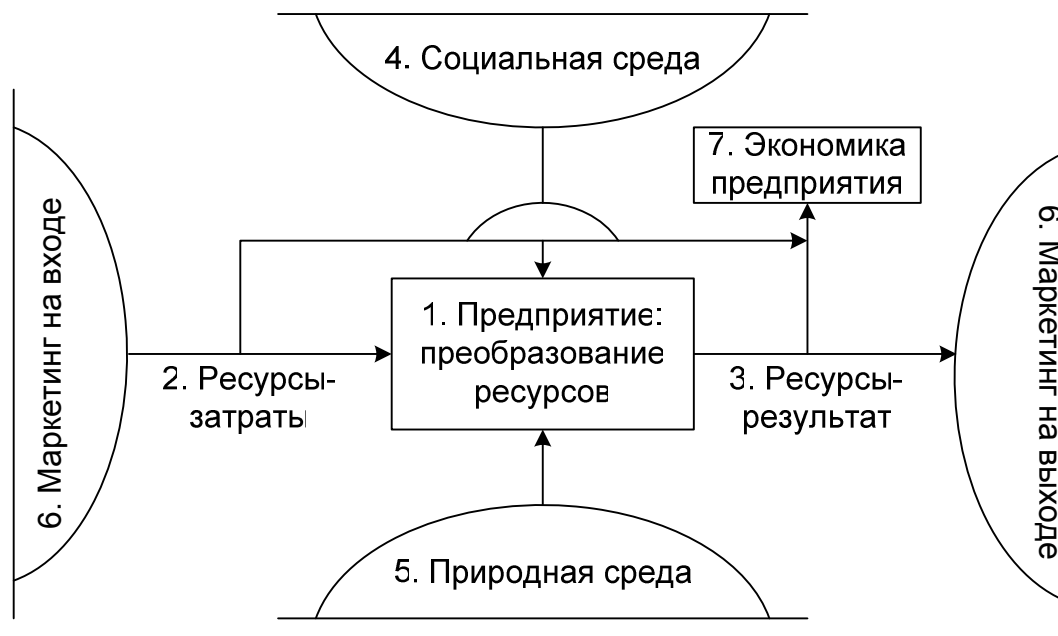 4. Социальная среда
7. Экономика
предприятия
6. Маркетинг на входе
1. Предприятие:
преобразование
ресурсов
2. Ресурсы-
затраты
3. Ресурсы-
результат
6. Маркетинг на выходе
5. Природная среда